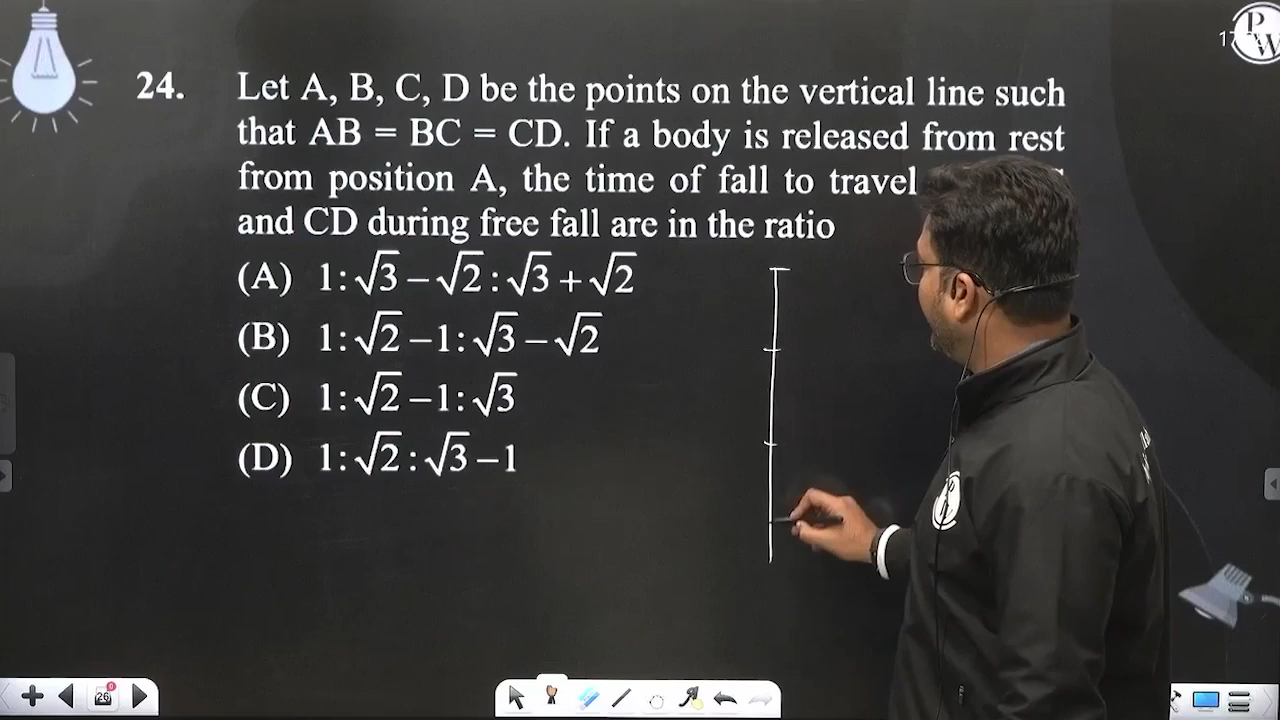 24. Let A, B, C, D be the points on the vertical line such
that AB = BC = CD. If a body is released from rest
from position A, the time of fall to travel
and CD during free fall are in the ratio
(A) 1:√3 – √2 : √3 + √2
(B) 1:√2 – 1: √3 – √2
(C) 1:√2 – 1: √3
(D) 1:√2 : √3 – 1
PW
26